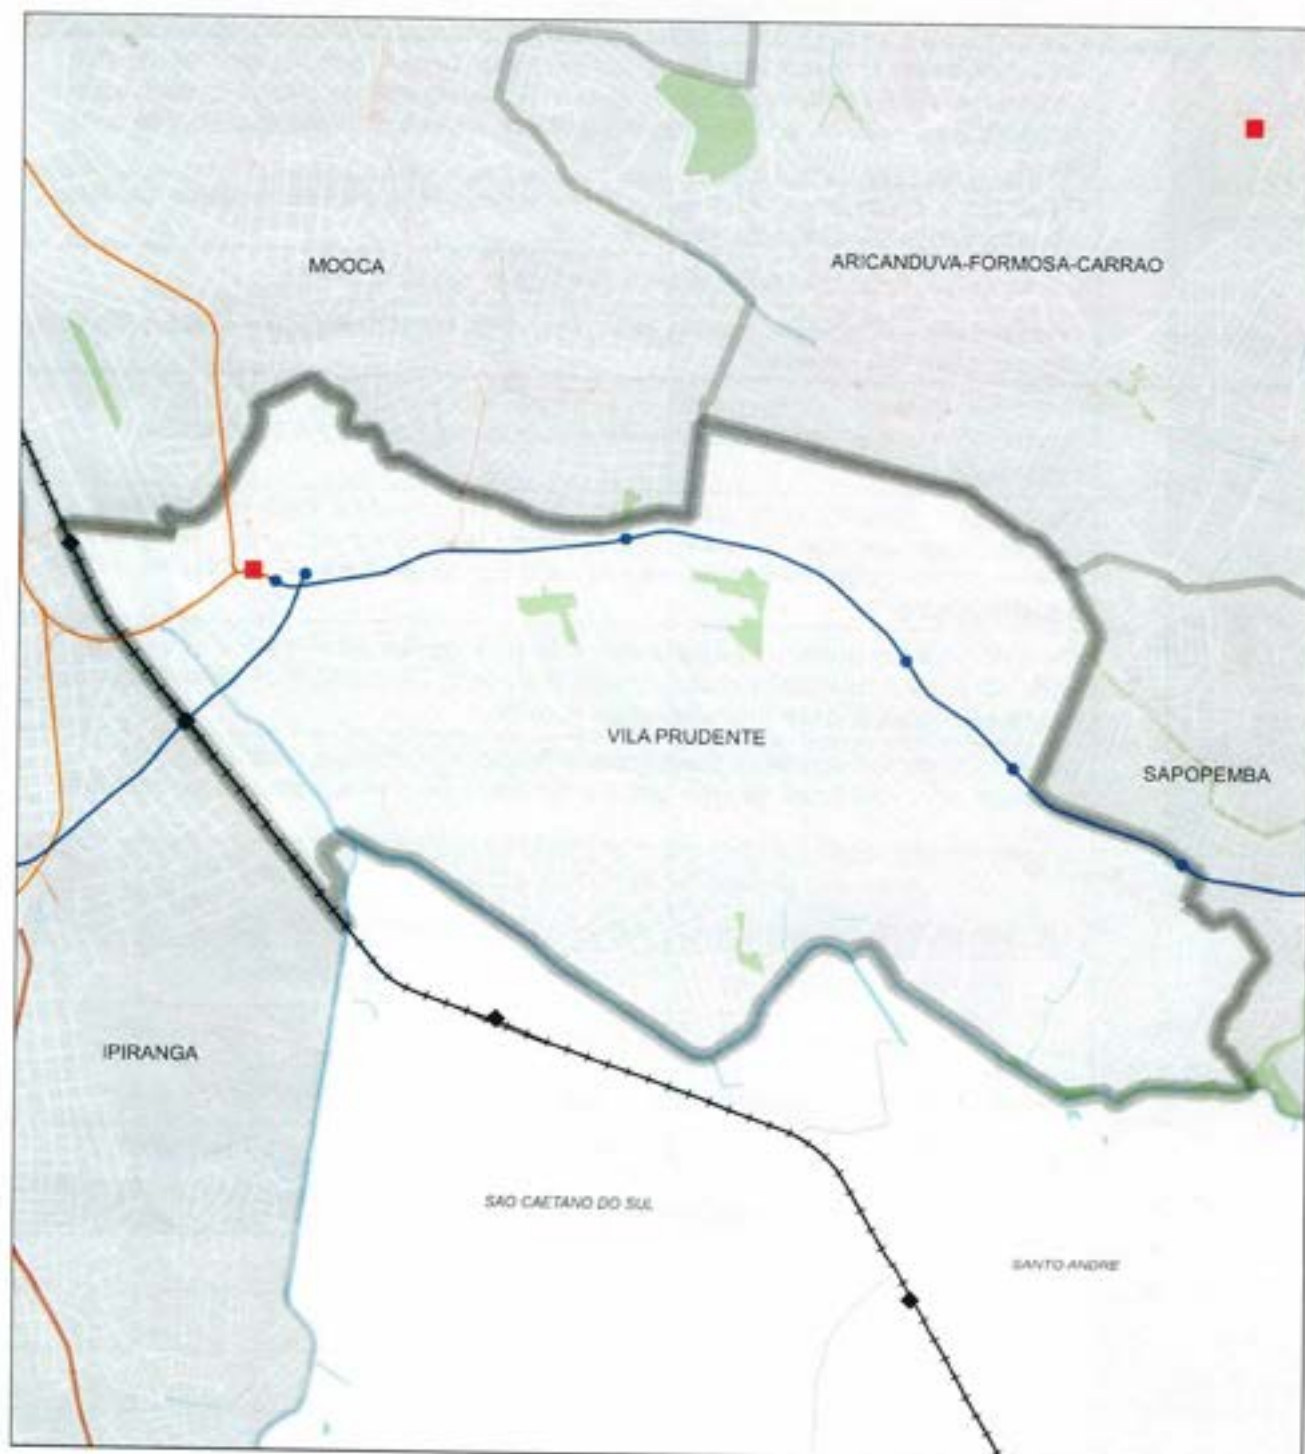 MOOCA
ARICANDUVA-FORMOSA-CARRAO
VILA PRUDENTE
SAPOPEMBA
IPIRANGA
SAO CAETANO DO SUL
SANTO ANDRE